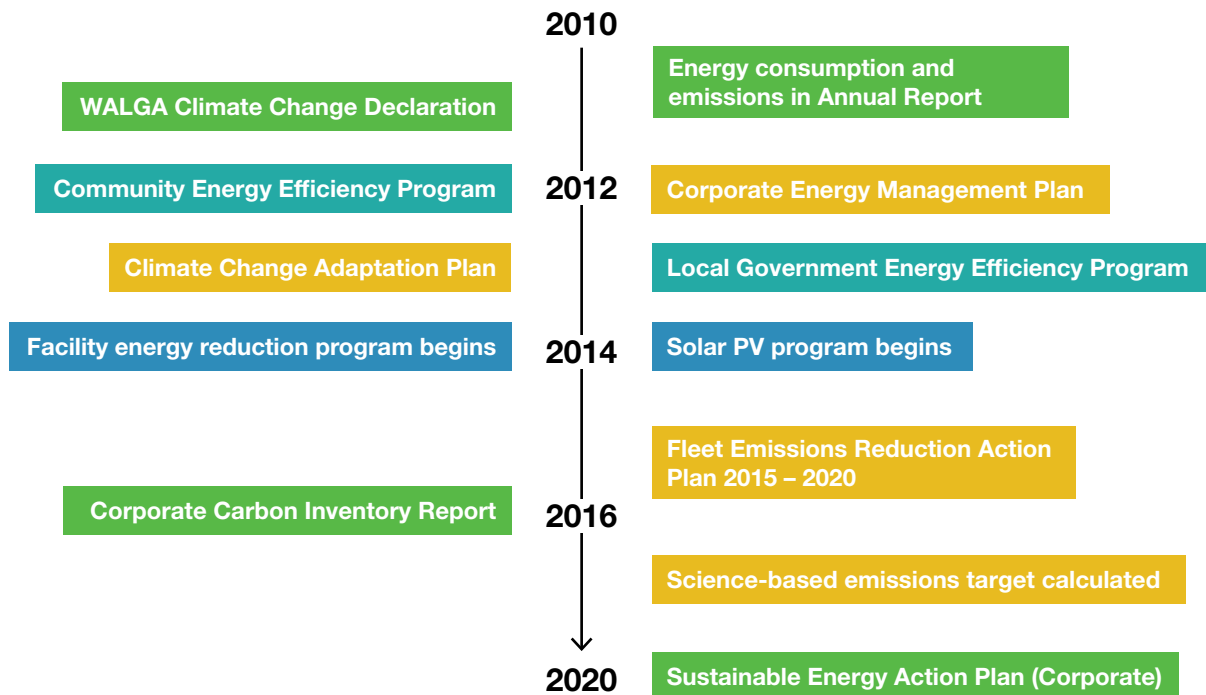 2010
Energy consumption and
emissions in Annual Report
WALGA Climate Change Declaration
Community Energy Efficiency Program
2012
Corporate Energy Management Plan
Climate Change Adaptation Plan
Local Government Energy Efficiency Program
Facility energy reduction program begins
2014
Solar PV program begins
Fleet Emissions Reduction Action
Plan 2015 – 2020
Corporate Carbon Inventory Report
2016
Science-based emissions target calculated
2020
Sustainable Energy Action Plan (Corporate)